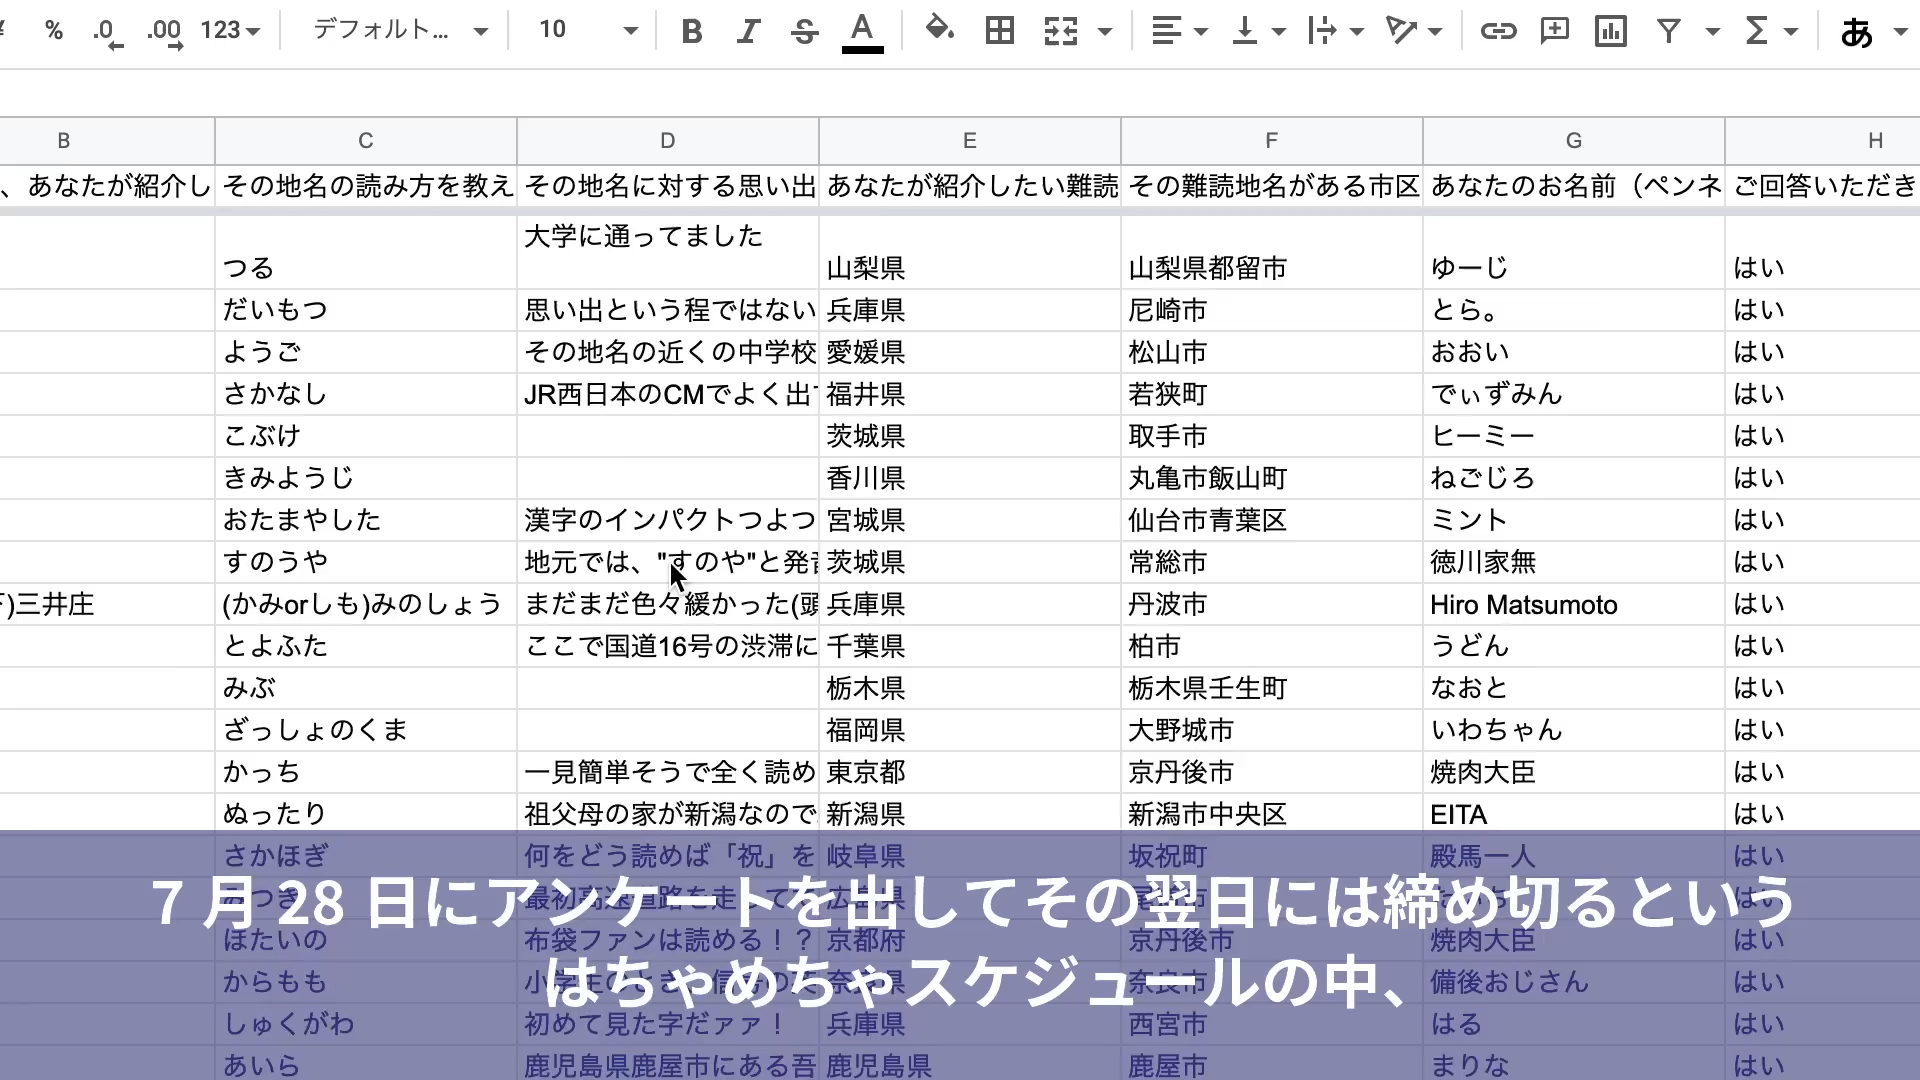 % .0 .00 123 デフォルト... 10 B I S A あ
B C D E F G H
、あなたが紹介し その地名の読み方を教え その地名に対する思い出 あなたが紹介したい難読 その難読地名がある市区 あなたのお名前（ペンネ ご回答いただき
大学に通ってました
つる 山梨県 山梨県都留市 ゆーじ はい
だいもつ 思い出という程ではない 兵庫県 尼崎市 とら。 はい
ようご その地名の近くの中学校 愛媛県 松山市 おおい はい
さかなし JR西日本のCMでよく出 福井県 若狭町 でぃずみん はい
こぶけ 茨城県 取手市 ヒーミー はい
きみようじ 香川県 丸亀市飯山町 ねごじろ はい
おたまやした 漢字のインパクトつよつ 宮城県 仙台市青葉区 ミント はい
すのうや 地元では、"すのや"と発音 茨城県 常総市 徳川家無 はい
)三井庄 (かみorしも)みのしょう まだまだ色々緩かった(頭 兵庫県 丹波市 Hiro Matsumoto はい
とよふた ここで国道16号の渋滞に 千葉県 柏市 うどん はい
みぶ 栃木県 栃木県壬生町 なおと はい
ざっしょのくま 福岡県 大野城市 いわちゃん はい
かっち 一見簡単そうで全く読め 東京都 京丹後市 焼肉大臣 はい
ぬったり 祖父母の家が新潟なので 新潟県 新潟市中央区 EITA はい
さかほぎ 何をどう読めば「祝」を 岐阜県 坂祝町 殿馬一人 はい
7月28日にアンケートを出してその翌日には締め切るという
ほたいの 布袋ファンは読める！？ 京都府 京丹後市 焼肉大臣 はい
はちゃめちゃスケジュールの中、
からもも 奈良市 備後おじさん はい
しゅくがわ 初めて見た字だァァ！ 兵庫県 西宮市 はる はい
あいら 鹿児島県鹿屋市にある吾 鹿児島県 鹿屋市 まりな はい